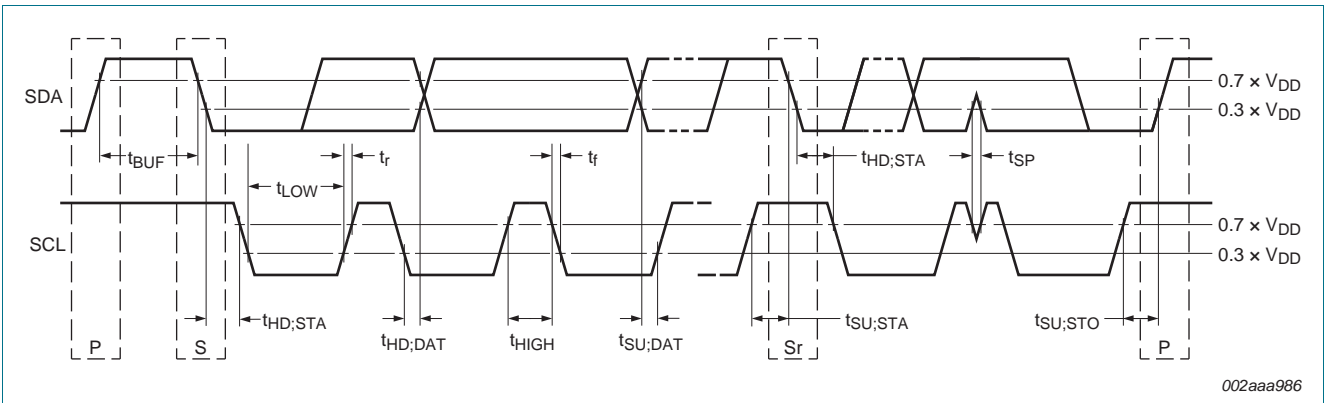 SDA
0.7 × VDD
0.3 × VDD
tBUF
tr
tf
tHD;STA
tSP
tLOW
SCL
0.7 × VDD
0.3 × VDD
tHD;STA
tHD;DAT
tHIGH
tSU;DAT
tSU;STA
tSU;STO
P
S
Sr
P
002aaa986